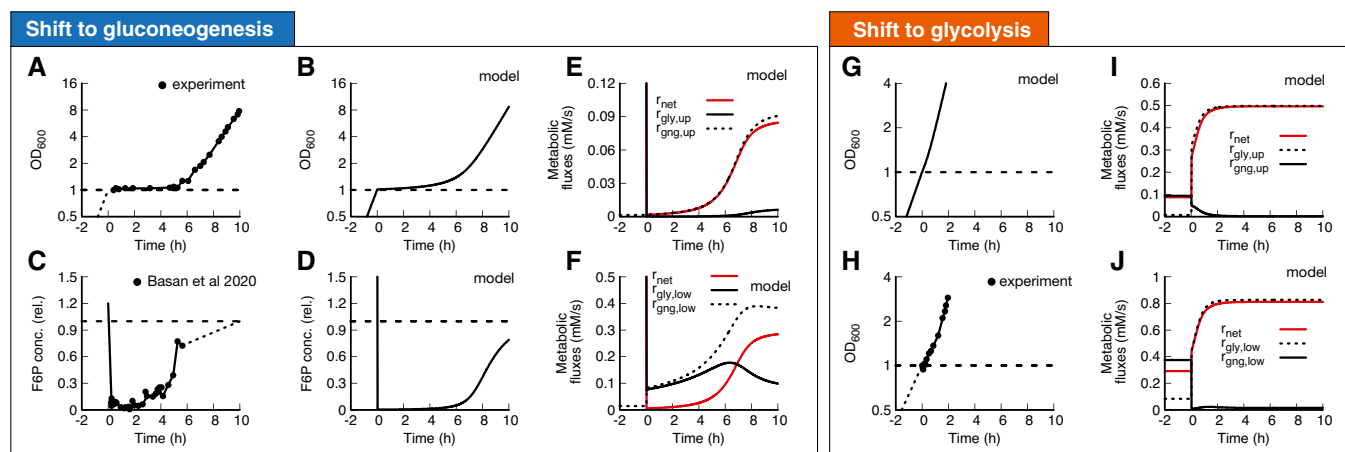 Shift to gluconeogenesis
Shift to glycolysis
A
experiment
OD600
16
8
4
2
1
0.5
-2 0 2 4 6 8 10
Time (h)
B
model
OD600
16
8
4
2
1
0.5
-2 0 2 4 6 8 10
Time (h)
E
model
Metabolic
fluxes (mM/s)
0.12
0.09
0.06
0.03
0
rnet
rgly,up
rgng,up
-2 0 2 4 6 8 10
Time (h)
G
model
OD600
4
2
1
0.5
-2 0 2 4 6 8 10
Time (h)
I
model
Metabolic
fluxes (mM/s)
0.6
0.5
0.4
0.3
0.2
0.1
0
rnet
rgly,up
rgng,up
-2 0 2 4 6 8 10
Time (h)
C
Basan et al 2020
F6P conc. (rel.)
1.5
1.2
0.9
0.6
0.3
0
-2 0 2 4 6 8 10
Time (h)
D
model
F6P conc. (rel.)
1.5
1.2
0.9
0.6
0.3
0
-2 0 2 4 6 8 10
Time (h)
F
model
Metabolic
fluxes (mM/s)
0.5
0.4
0.3
0.2
0.1
0
rnet
rgly,low
rgng,low
-2 0 2 4 6 8 10
Time (h)
H
experiment
OD600
4
2
1
0.5
-2 0 2 4 6 8 10
Time (h)
J
model
Metabolic
fluxes (mM/s)
1
0.8
0.6
0.4
0.2
0
rnet
rgly,low
rgng,low
-2 0 2 4 6 8 10
Time (h)